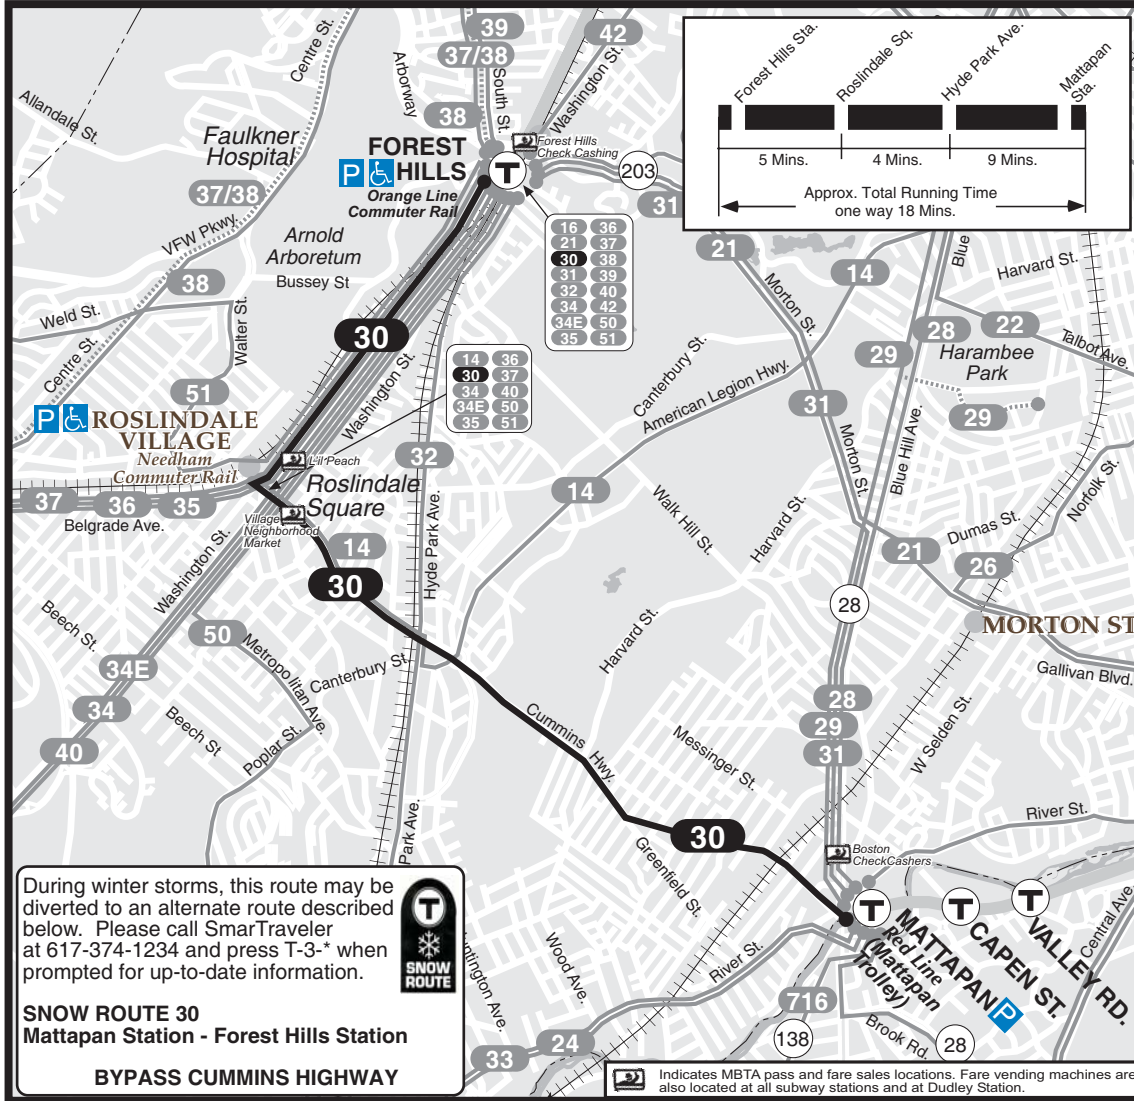 39
37/38
42
Centre St.
Arborway
South St.
Washington St.
Allandale St.
38
Faulkner
Hospital
37/38
VFW Pkwy.
FOREST
HILLS
P
Orange Line
Commuter Rail
T
Forest Hills
Check Cashing
203
31
Forest Hills Sta.
Roslindale Sq.
Hyde Park Ave.
Mattapan
Sta.
5 Mins.
4 Mins.
9 Mins.
Approx. Total Running Time
one way 18 Mins.
Arnold
Arboretum
Bussey St
38
Weld St.
Centre St.
Walter St.
51
30
Washington St.
16 36
21 37
30 38
31 39
32 40
34 42
34E 50
35 51
14 36
30 37
34 40
34E 50
35 51
21
Morton St.
14
Blue
Harvard St.
28
22
Talbot Ave.
29
Harambee
Park
29
Canterbury St.
American Legion Hwy.
31
Morton St.
Blue Hill Ave.
Norfolk St.
P
ROSLINDALE
VILLAGE
Needham
Commuter Rail
L'il Peach
Roslindale
Square
Village
Neighborhood
Market
37
36
35
Belgrade Ave.
Washington St.
32
Hyde Park Ave.
14
14
30
Walk Hill St.
Harvard St.
Dumas St.
21
26
28
MORTON ST
Gallivan Blvd.
Harvard St.
Beech St.
50
Metropolitan Ave.
Canterbury St.
34E
34
40
Beech St
Poplar St.
Park Ave.
Cummins
Hwy.
Messinger St.
28
29
31
W Selden St.
River St.
30
Greenfield St.
Boston
CheckCashers
T
MATTAPAN
Red Line
(Mattapan
Trolley)
P
T
CAPEN ST.
T
VALLEY RD.
Central Ave.
River St.
Wood Ave.
untington Ave.
716
138
Brook Rd.
28
24
33
During winter storms, this route may be
diverted to an alternate route described
below. Please call SmarTraveler
at 617-374-1234 and press T-3-* when
prompted for up-to-date information.
T
SNOW
ROUTE
SNOW ROUTE 30
Mattapan Station - Forest Hills Station
BYPASS CUMMINS HIGHWAY
Indicates MBTA pass and fare sales locations. Fare vending machines are
also located at all subway stations and at Dudley Station.